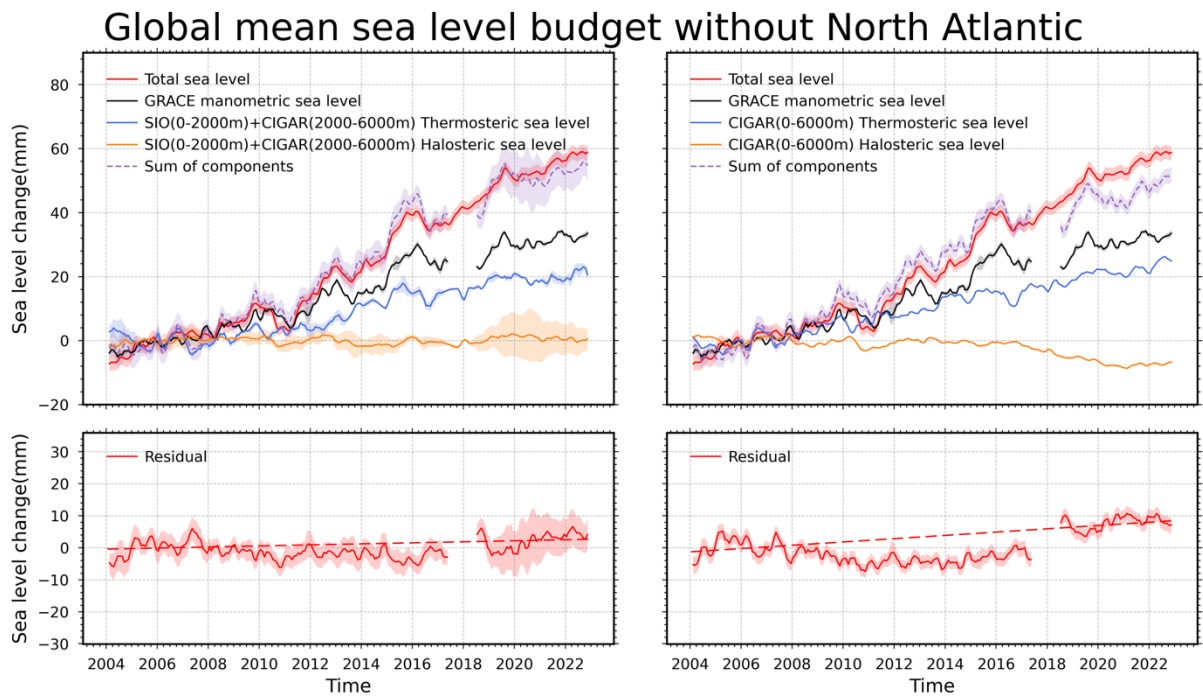 Global mean sea level budget without North Atlantic
Sea level change(mm)
80
60
40
20
0
−20
Total sea level
GRACE manometric sea level
SIO(0-2000m)+CIGAR(2000-6000m) Thermosteric sea level
SIO(0-2000m)+CIGAR(2000-6000m) Halosteric sea level
Sum of components
Total sea level
GRACE manometric sea level
CIGAR(0-6000m) Thermosteric sea level
CIGAR(0-6000m) Halosteric sea level
Sum of components
Sea level change(mm)
30
20
10
0
−10
−20
−30
Residual
Residual
2004 2006 2008 2010 2012 2014 2016 2018 2020 2022
Time
2004 2006 2008 2010 2012 2014 2016 2018 2020 2022
Time